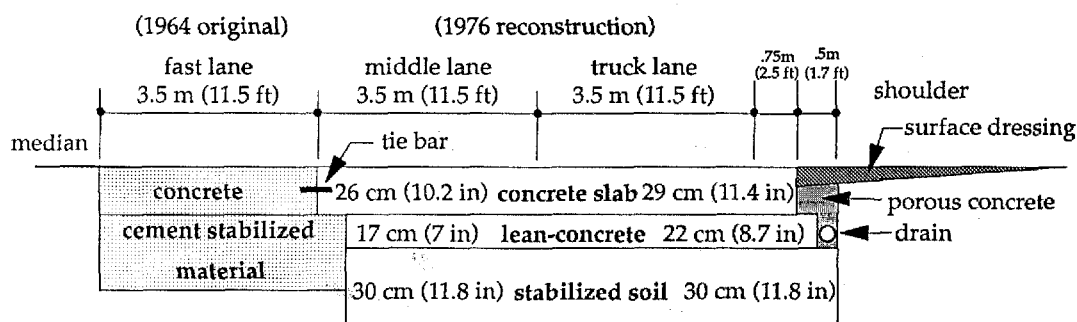 (1964 original)
(1976 reconstruction)
fast lane
3.5 m (11.5 ft)
middle lane
3.5 m (11.5 ft)
truck lane
3.5 m (11.5 ft)
.75m
(2.5 ft)
.5m
(1.7 ft)
shoulder
surface dressing
median
tie bar
concrete
26 cm (10.2 in) concrete slab 29 cm (11.4 in)
porous concrete
cement stabilized
material
17 cm (7 in) lean-concrete 22 cm (8.7 in)
drain
30 cm (11.8 in) stabilized soil 30 cm (11.8 in)